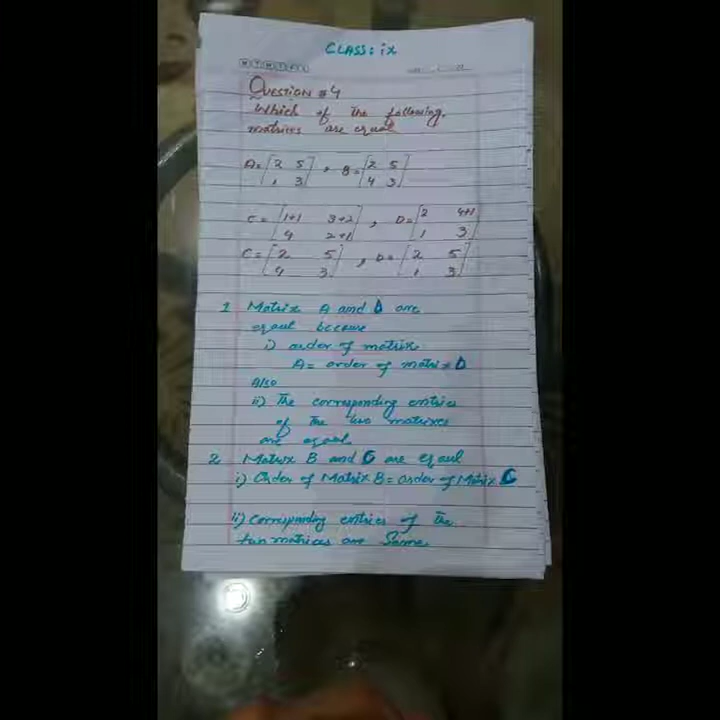 CLASS: ix
MTWTFS
QUESTION #4
Which of the following
matrices are equal
A = [2 5 , B = [2 5
1 3] 4 3]
C = [1+1 3+2 , D = [2 4+1
4 2+1] 1 3]
C = [2 5 , D = [2 5
4 3] 1 3]
1 Matrix A and D are
equal because
i) order of matrix
A = order of matrix D
Also
ii) The corresponding entries
of the two matrixes
are equal
2 Matrix B and C are equal
i) Order of Matrix B = order of Matrix C
ii) corresponding entries of the
matrices are Same.